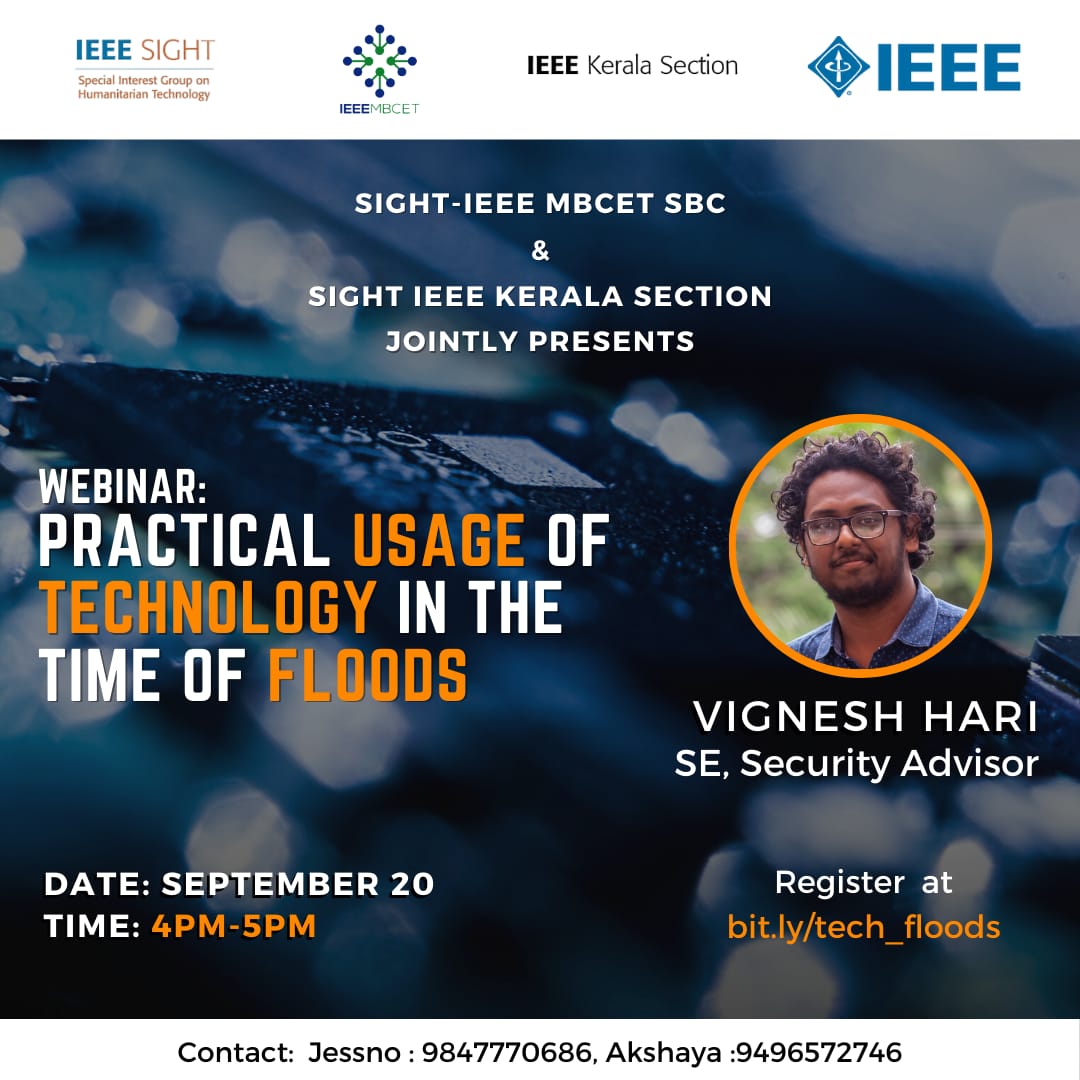 IEEE SIGHT
Special Interest Group on
Humanitarian Technology
IEEEMBCET
IEEE Kerala Section
IEEE
SIGHT-IEEE MBCET SBC
&
SIGHT IEEE KERALA SECTION
JOINTLY PRESENTS
WEBINAR:
PRACTICAL USAGE OF
TECHNOLOGY IN THE
TIME OF FLOODS
VIGNESH HARI
SE, Security Advisor
DATE: SEPTEMBER 20
TIME: 4PM-5PM
Register at
bit.ly/tech_floods
Contact: Jessno : 9847770686, Akshaya :9496572746